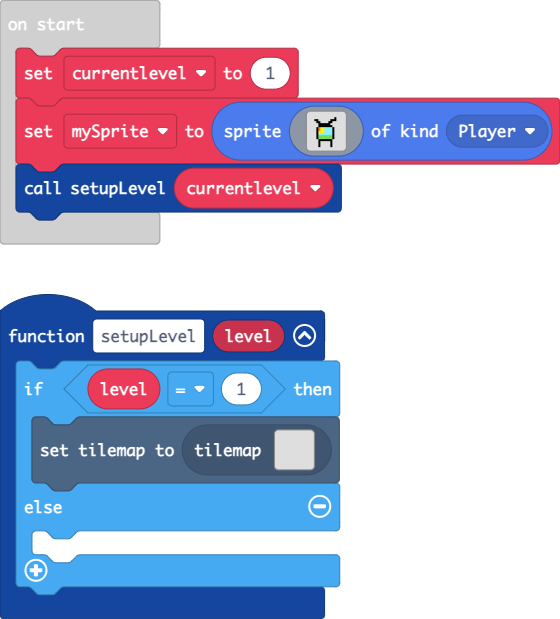 on start
set currentlevel to 1
set mySprite to sprite of kind Player
call setupLevel currentlevel
function setupLevel level
if level = 1 then
set tilemap to tilemap
else